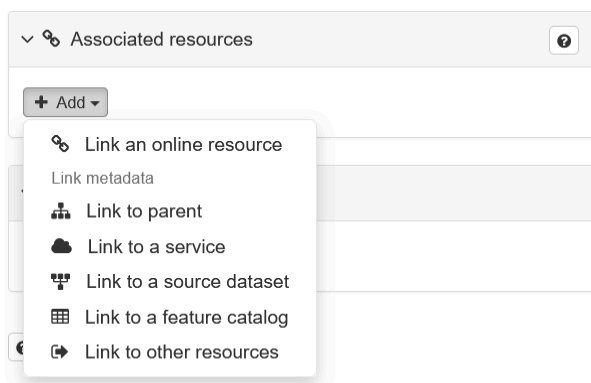 Associated resources
Add
Link an online resource
Link metadata
Link to parent
Link to a service
Link to a source dataset
Link to a feature catalog
Link to other resources